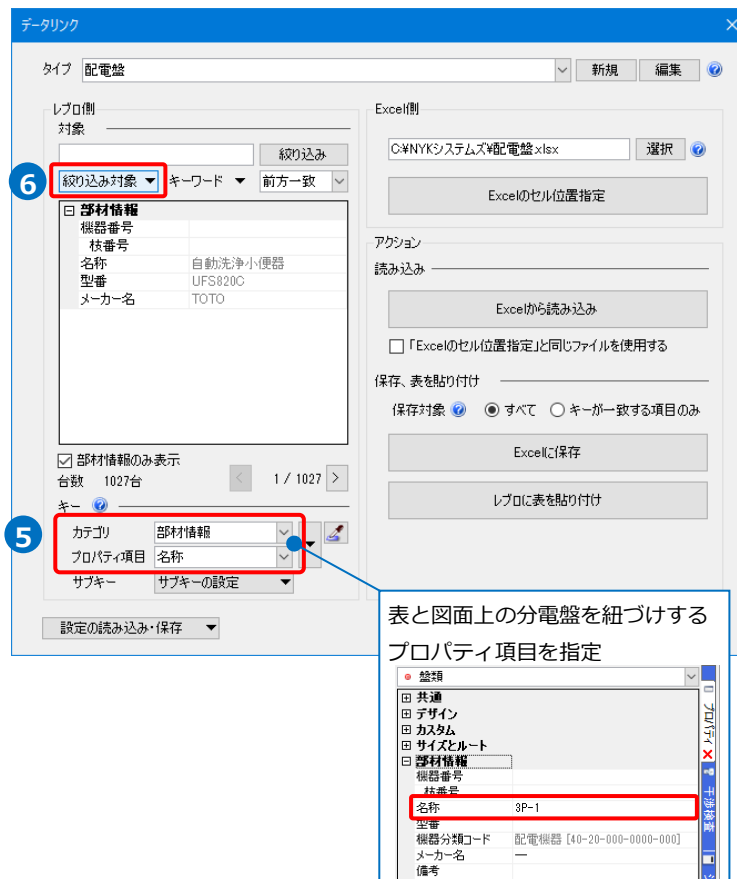 データリンク
タイプ 配電盤 新規 編集
レブロ側
対象
絞り込み
6
絞り込み対象 ▼ キーワード ▼ 前方一致
部材情報
機器番号
枝番号
名称 自動洗浄小便器
型番 UFS820C
メーカー名 TOTO
部材情報のみ表示
台数 1027台 < 1 / 1027 >
キー
5
カテゴリ 部材情報
プロパティ項目 名称
サブキー サブキーの設定 ▼
設定の読み込み・保存 ▼
Excel側
C:¥NYKシステムズ¥配電盤.xlsx 選択
Excelのセル位置指定
アクション
読み込み
Excelから読み込み
「Excelのセル位置指定」と同じファイルを使用する
保存、表を貼り付け
保存対象 すべて キーが一致する項目のみ
Excelに保存
レブロに表を貼り付け
表と図面上の分電盤を紐づけする
プロパティ項目を指定
盤類
共通
デザイン
カスタム
サイズとルート
部材情報
機器番号
枝番号
名称 3P-1
型番
機器分類コード 配電機器 [40-20-000-0000-000]
メーカー名 ―
備考
プロパティ
干渉検査